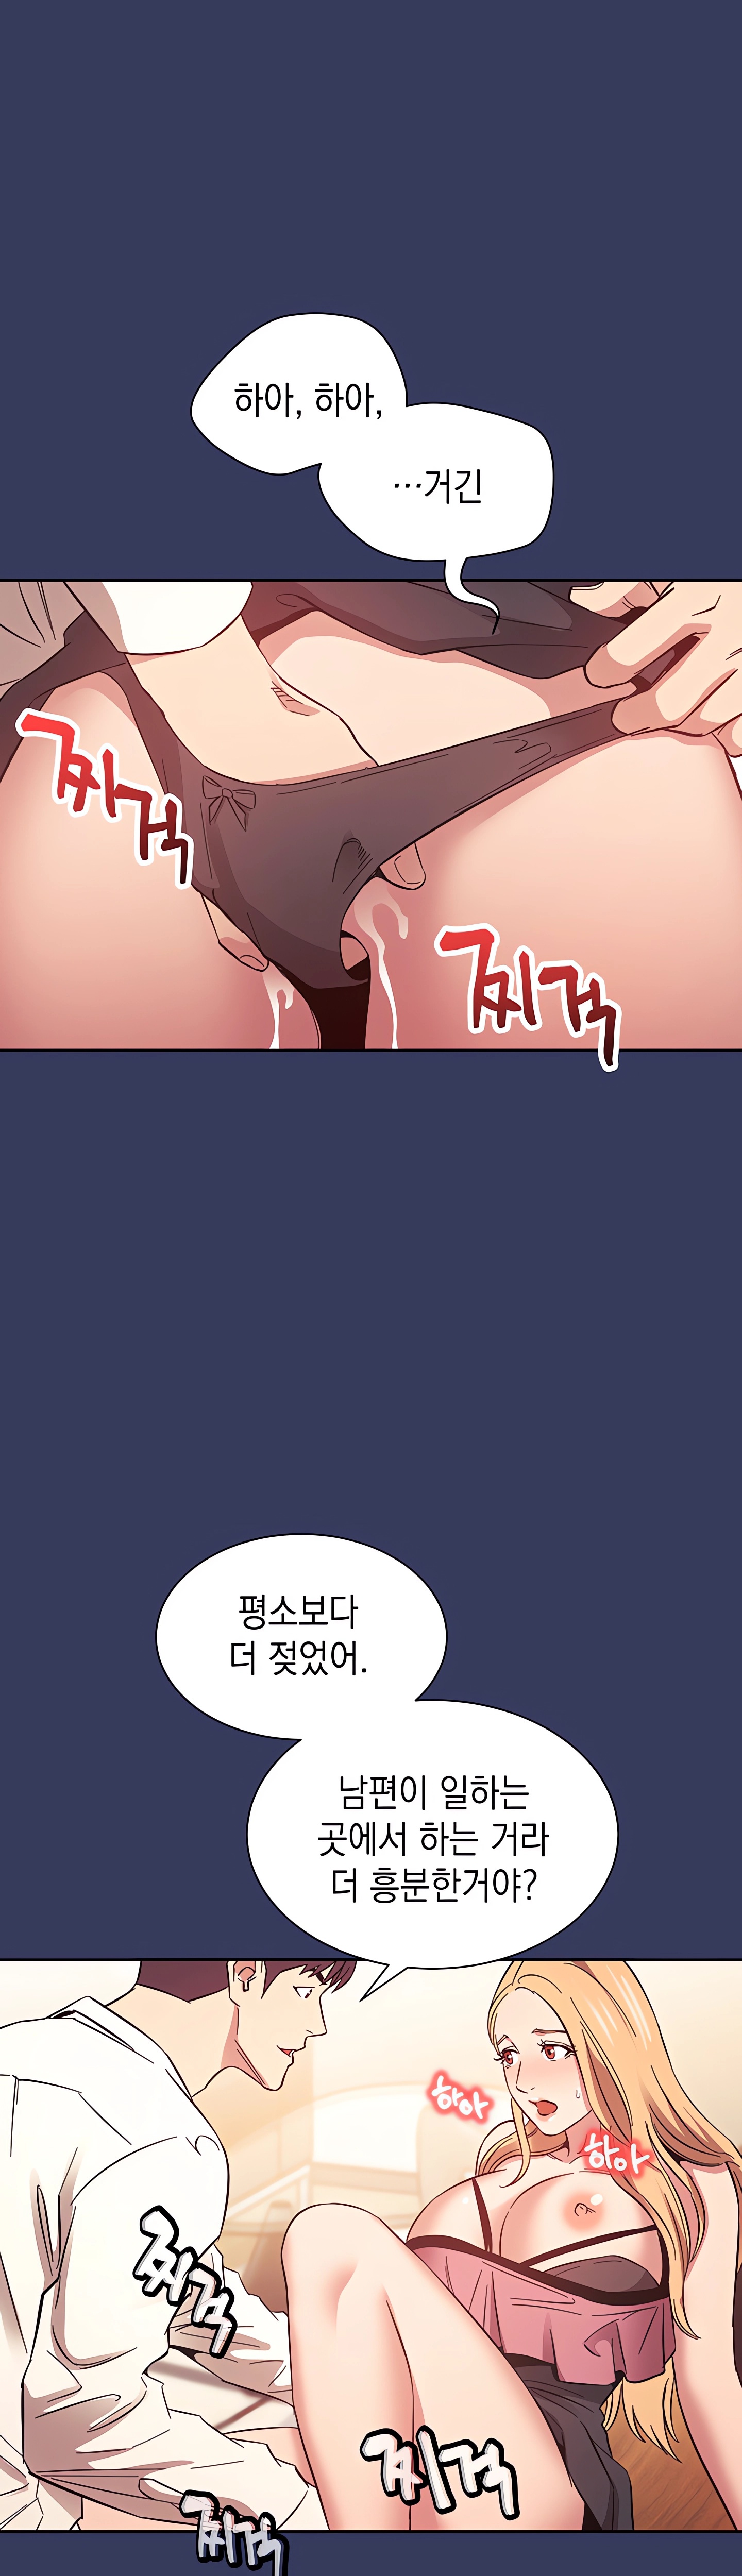 하아, 하아,
…거긴
찌걱
찌걱
평소보다
더 젖었어.
남편이 일하는
곳에서 하는 거라
더 흥분한거야?
하아
하아
찌걱
찌걱
찌걱